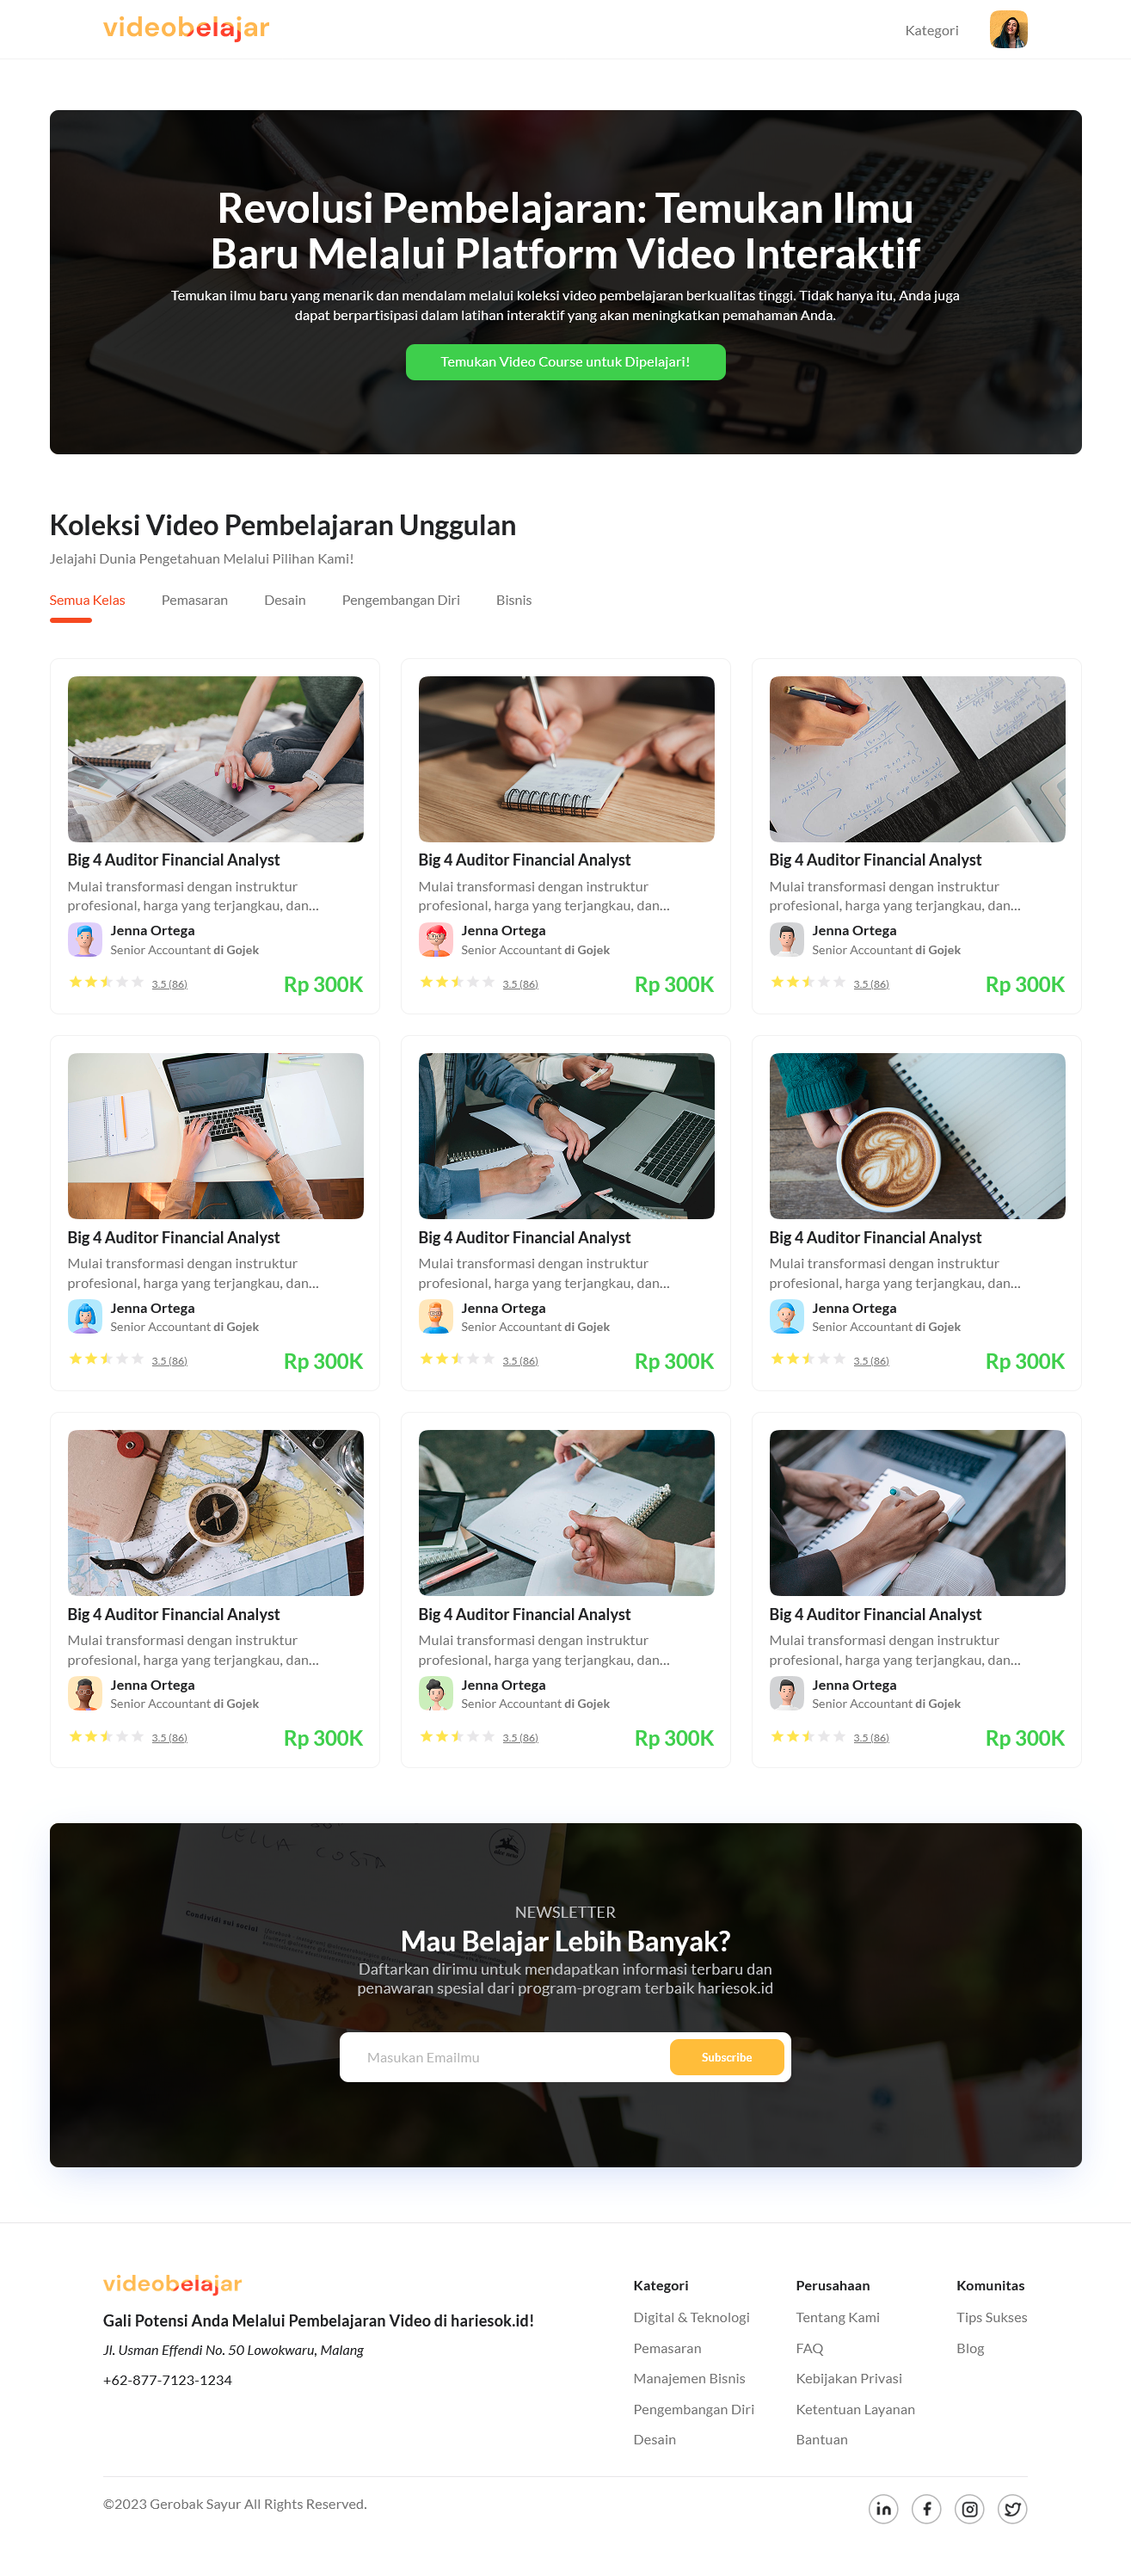 videobelajar
Kategori
Revolusi Pembelajaran: Temukan Ilmu
Baru Melalui Platform Video Interaktif
Temukan ilmu baru yang menarik dan mendalam melalui koleksi video pembelajaran berkualitas tinggi. Tidak hanya itu, Anda juga
dapat berpartisipasi dalam latihan interaktif yang akan meningkatkan pemahaman Anda.
Temukan Video Course untuk Dipelajari!
Koleksi Video Pembelajaran Unggulan
Jelajahi Dunia Pengetahuan Melalui Pilihan Kami!
Semua Kelas Pemasaran Desain Pengembangan Diri Bisnis
Big 4 Auditor Financial Analyst
Mulai transformasi dengan instruktur
profesional, harga yang terjangkau, dan...
Jenna Ortega
Senior Accountant di Gojek
3.5 (86) Rp 300K
Big 4 Auditor Financial Analyst
Mulai transformasi dengan instruktur
profesional, harga yang terjangkau, dan...
Jenna Ortega
Senior Accountant di Gojek
3.5 (86) Rp 300K
Big 4 Auditor Financial Analyst
Mulai transformasi dengan instruktur
profesional, harga yang terjangkau, dan...
Jenna Ortega
Senior Accountant di Gojek
3.5 (86) Rp 300K
Big 4 Auditor Financial Analyst
Mulai transformasi dengan instruktur
profesional, harga yang terjangkau, dan...
Jenna Ortega
Senior Accountant di Gojek
3.5 (86) Rp 300K
Big 4 Auditor Financial Analyst
Mulai transformasi dengan instruktur
profesional, harga yang terjangkau, dan...
Jenna Ortega
Senior Accountant di Gojek
3.5 (86) Rp 300K
Big 4 Auditor Financial Analyst
Mulai transformasi dengan instruktur
profesional, harga yang terjangkau, dan...
Jenna Ortega
Senior Accountant di Gojek
3.5 (86) Rp 300K
Big 4 Auditor Financial Analyst
Mulai transformasi dengan instruktur
profesional, harga yang terjangkau, dan...
Jenna Ortega
Senior Accountant di Gojek
3.5 (86) Rp 300K
Big 4 Auditor Financial Analyst
Mulai transformasi dengan instruktur
profesional, harga yang terjangkau, dan...
Jenna Ortega
Senior Accountant di Gojek
3.5 (86) Rp 300K
Big 4 Auditor Financial Analyst
Mulai transformasi dengan instruktur
profesional, harga yang terjangkau, dan...
Jenna Ortega
Senior Accountant di Gojek
3.5 (86) Rp 300K
LELLA COSTA
Condividi sui social
NEWSLETTER
Mau Belajar Lebih Banyak?
Daftarkan dirimu untuk mendapatkan informasi terbaru dan
penawaran spesial dari program-program terbaik hariesok.id
Masukan Emailmu Subscribe
videobelajar
Gali Potensi Anda Melalui Pembelajaran Video di hariesok.id!
Jl. Usman Effendi No. 50 Lowokwaru, Malang
+62-877-7123-1234
Kategori
Digital & Teknologi
Pemasaran
Manajemen Bisnis
Pengembangan Diri
Desain
Perusahaan
Tentang Kami
FAQ
Kebijakan Privasi
Ketentuan Layanan
Bantuan
Komunitas
Tips Sukses
Blog
©2023 Gerobak Sayur All Rights Reserved.